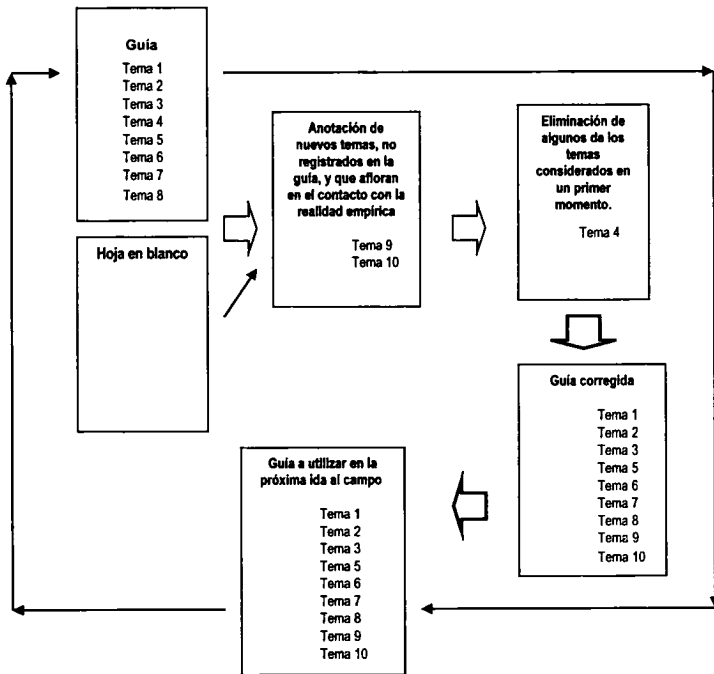 Guía
Tema 1
Tema 2
Tema 3
Tema 4
Tema 5
Tema 6
Tema 7
Tema 8
Hoja en blanco
Anotación de
nuevos temas, no
registrados en la
guía, y que afloran
en el contacto con la
realidad empírica
Tema 9
Tema 10
Eliminación de
algunos de los
temas
considerados en
un primer
momento.
Tema 4
Guía corregida
Tema 1
Tema 2
Tema 3
Tema 5
Tema 6
Tema 7
Tema 8
Tema 9
Tema 10
Guía a utilizar en la
próxima ida al campo
Tema 1
Tema 2
Tema 3
Tema 5
Tema 6
Tema 7
Tema 8
Tema 9
Tema 10